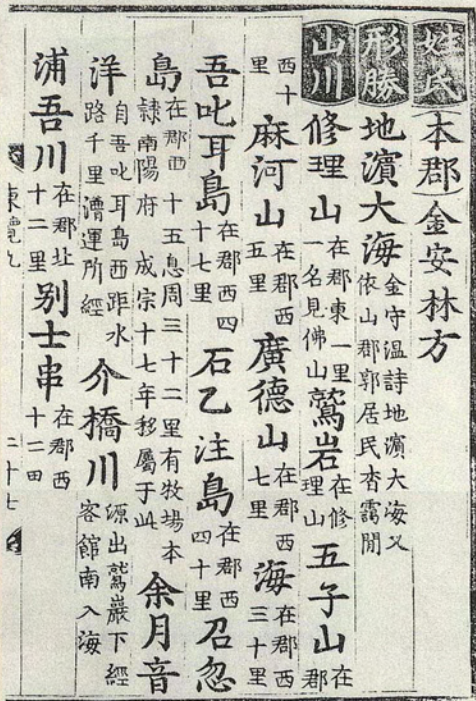 姓氏 本郡 金安林方
形勝 地濱大海 金守溫詩地濱大海又依山郡郭居民杳靄間
山川 修理山 在郡東一里一名見佛山 鷲岩 在修理山 五子山 在郡
西十里 麻河山 在郡西五里 廣德山 在郡西七里 海 在郡西三十里
吾叱耳島 在郡西四十七里 石乙注島 在郡西四十里 召忽
島 在郡西十五息周三十二里有牧場本隷南陽府成宗十七年移屬于此 余月音
洋 自吾叱耳島西距水路千里漕運所經 介橋川 源出鷲巖下經客館南入海
浦吾川 在郡北十二里 別士串 在郡西十二田
二十七